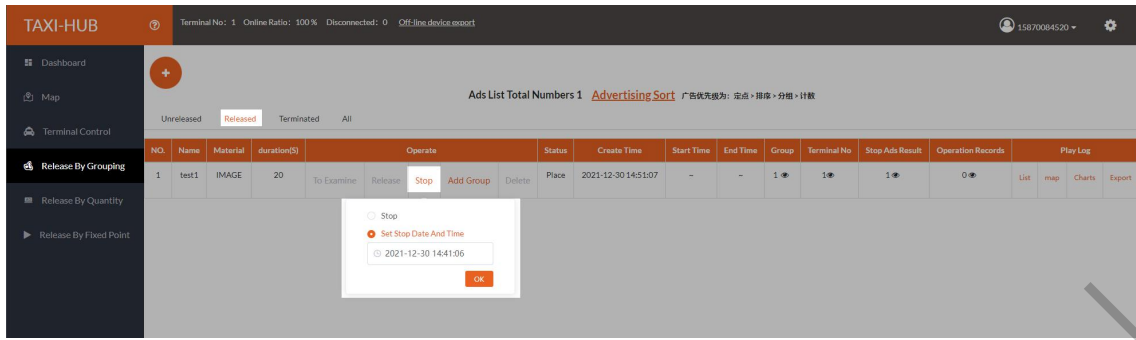 TAXI-HUB
Terminal No: 1 Online Ratio: 100 % Disconnected: 0 Off-line device export
15870084520
Dashboard
Map
Terminal Control
Release By Grouping
Release By Quantity
Release By Fixed Point
Ads List Total Numbers 1 Advertising Sort 广告优先级为: 定点 > 排序 > 分组 > 计数
Unreleased Released Terminated All
NO. Name Material duration(S) Operate Status Create Time Start Time End Time Group Terminal No Stop Ads Result Operation Records Play Log
1 test1 IMAGE 20 To Examine Release Stop Add Group Delete Place 2021-12-30 14:51:07 – – 1 1 1 0 List map Charts Export
Stop
Set Stop Date And Time
2021-12-30 14:41:06
OK